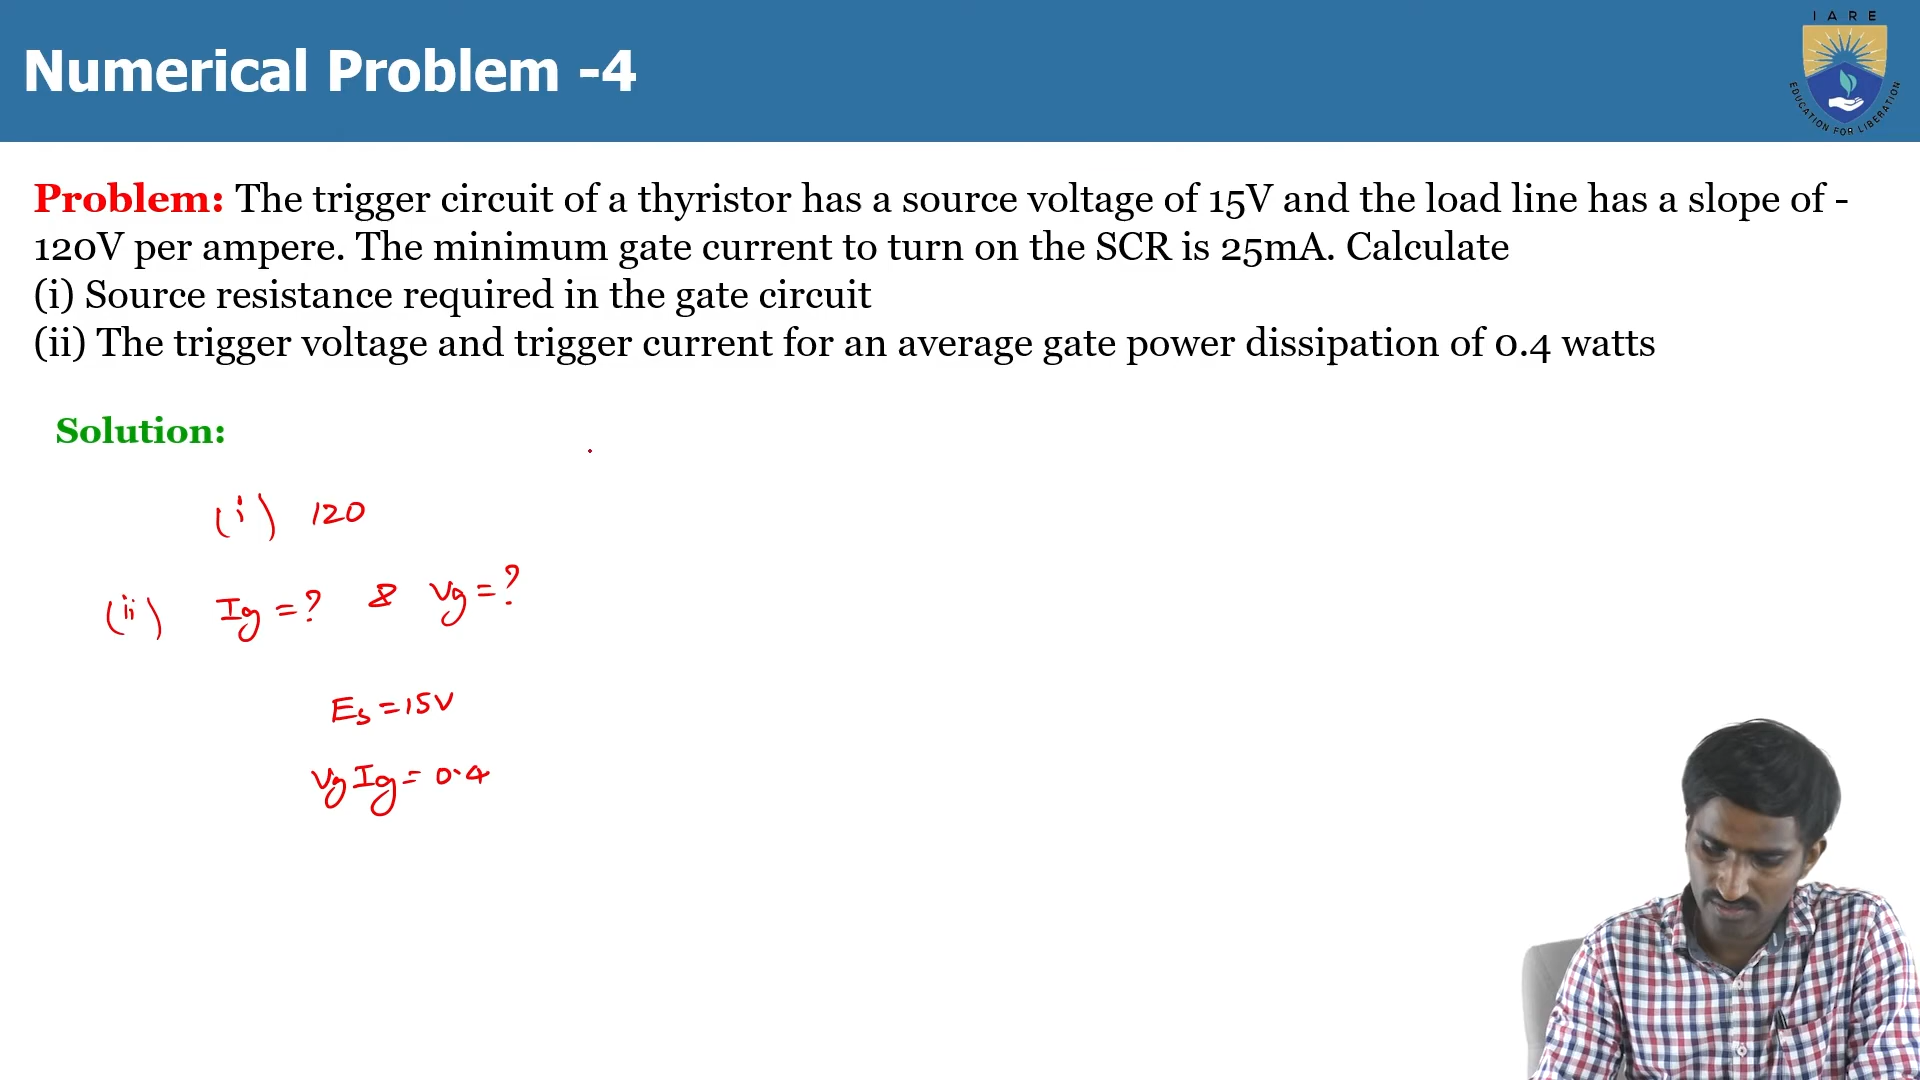 Numerical Problem -4
I A R E
EDUCATION FOR LIBERATION
Problem: The trigger circuit of a thyristor has a source voltage of 15V and the load line has a slope of -
120V per ampere. The minimum gate current to turn on the SCR is 25mA. Calculate
(i) Source resistance required in the gate circuit
(ii) The trigger voltage and trigger current for an average gate power dissipation of 0.4 watts
Solution:
(i) 120
(ii) Ig = ? & Vg = ?
Es = 15V
Vg Ig = 0.4